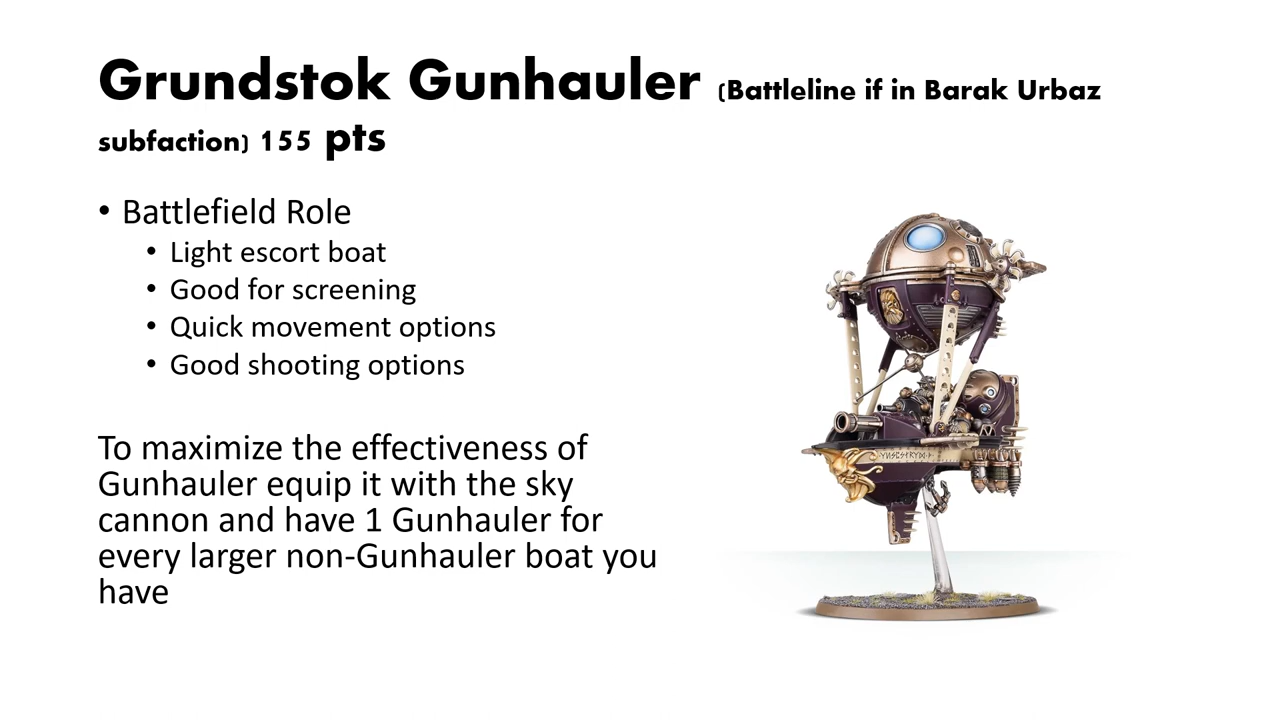 Grundstok Gunhauler (Battleline if in Barak Urbaz
subfaction) 155 pts
• Battlefield Role
• Light escort boat
• Good for screening
• Quick movement options
• Good shooting options
To maximize the effectiveness of
Gunhauler equip it with the sky
cannon and have 1 Gunhauler for
every larger non-Gunhauler boat you
have